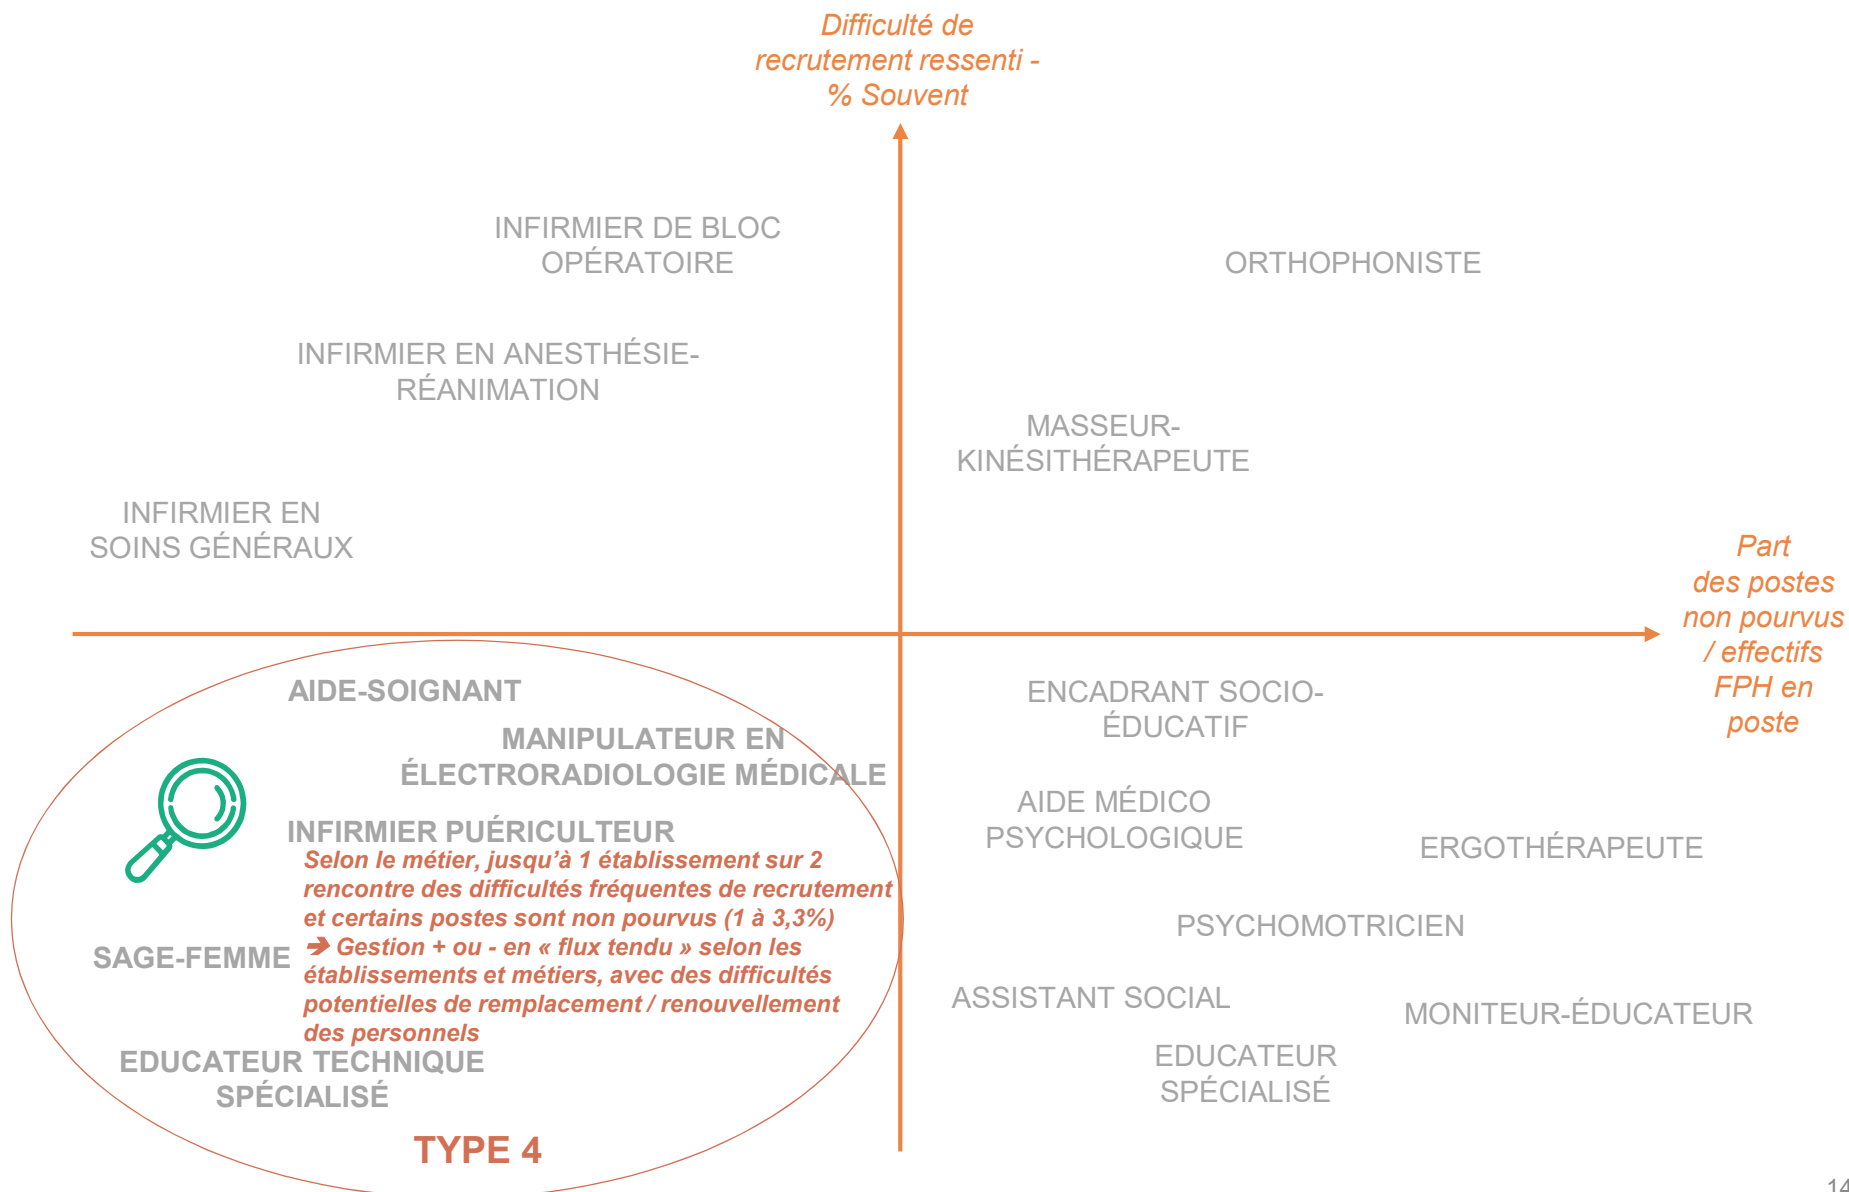 Difficulté de
recrutement ressenti -
% Souvent
INFIRMIER DE BLOC
OPÉRATOIRE
ORTHOPHONISTE
INFIRMIER EN ANESTHÉSIE-
RÉANIMATION
MASSEUR-
KINÉSITHÉRAPEUTE
INFIRMIER EN
SOINS GÉNÉRAUX
Part
des postes
non pourvus
/ effectifs
FPH en
poste
AIDE-SOIGNANT
MANIPULATEUR EN
ÉLECTRORADIOLOGIE MÉDICALE
INFIRMIER PUÉRICULTEUR
Selon le métier, jusqu'à 1 établissement sur 2
rencontre des difficultés fréquentes de recrutement
et certains postes sont non pourvus (1 à 3,3%)
➔ Gestion + ou - en « flux tendu » selon les
établissements et métiers, avec des difficultés
potentielles de remplacement / renouvellement
des personnels
SAGE-FEMME
EDUCATEUR TECHNIQUE
SPÉCIALISÉ
TYPE 4
ENCADRANT SOCIO-
ÉDUCATIF
AIDE MÉDICO
PSYCHOLOGIQUE
ERGOTHÉRAPEUTE
PSYCHOMOTRICIEN
ASSISTANT SOCIAL
MONITEUR-ÉDUCATEUR
EDUCATEUR
SPÉCIALISÉ
14